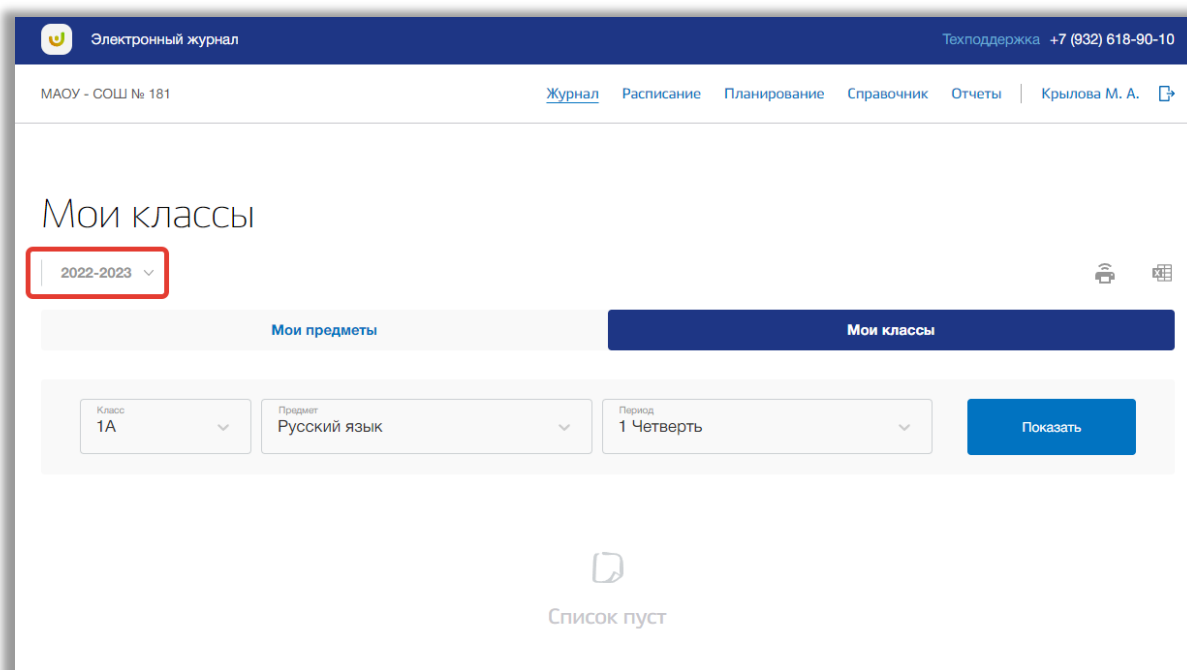 Электронный журнал
Техподдержка +7 (932) 618-90-10
МАОУ - СОШ № 181
Журнал Расписание Планирование Справочник Отчеты Крылова М. А.
Мои классы
2022-2023
Мои предметы
Мои классы
Класс
1А
Предмет
Русский язык
Период
1 Четверть
Показать
Список пуст